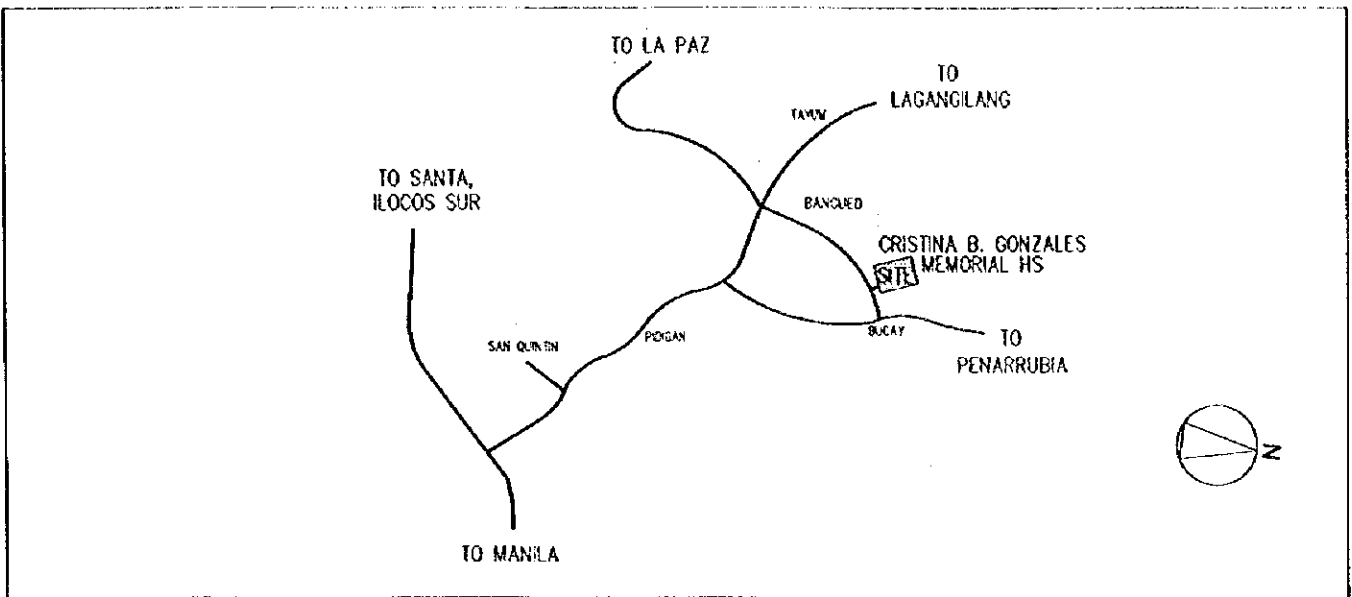 TO LA PAZ
TO
LAGANGILANG
TAYUM
TO SANTA,
ILOCOS SUR
BANGUED
CRISTINA B. GONZALES
MEMORIAL HS
SITE
SAN QUINTIN
PIDIGAN
BUCAY
TO
PENARRUBIA
N
TO MANILA